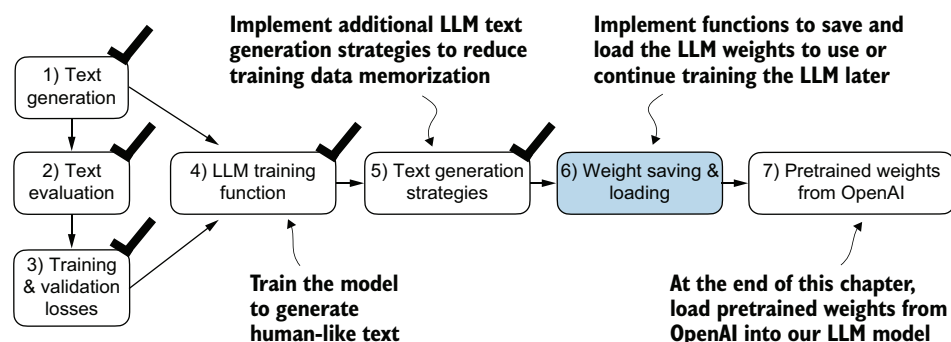 Implement additional LLM text
generation strategies to reduce
training data memorization
Implement functions to save and
load the LLM weights to use or
continue training the LLM later
1) Text
generation
2) Text
evaluation
3) Training
& validation
losses
4) LLM training
function
5) Text generation
strategies
6) Weight saving &
loading
7) Pretrained weights
from OpenAI
Train the model
to generate
human-like text
At the end of this chapter,
load pretrained weights from
OpenAI into our LLM model